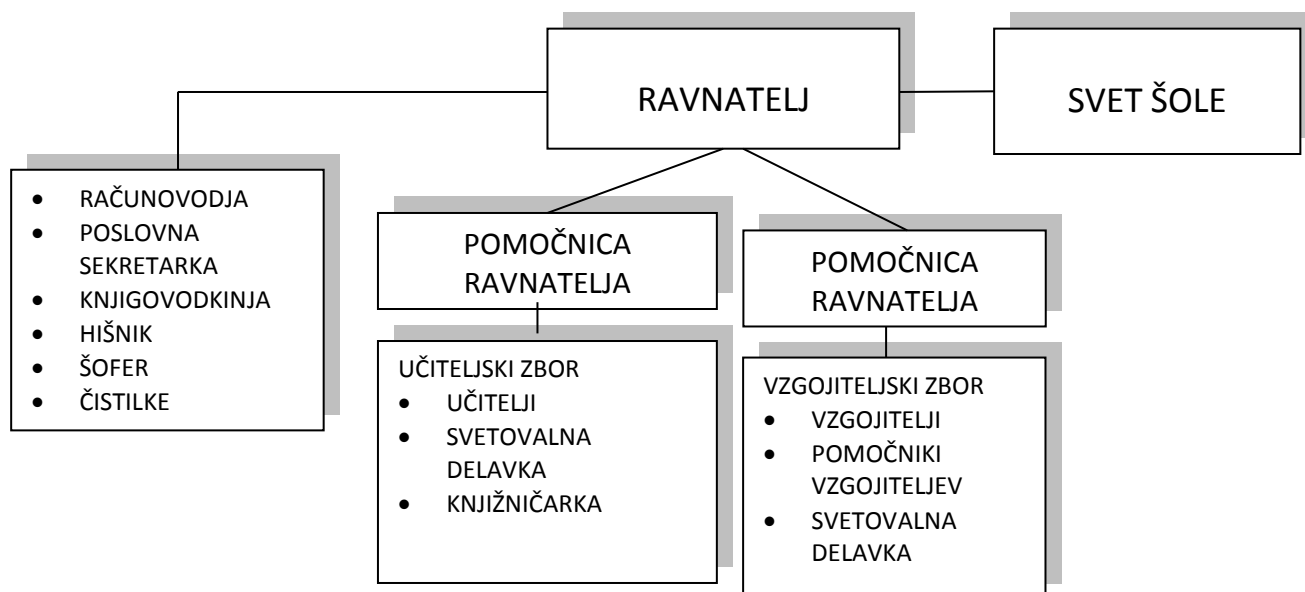 RAVNATELJ
SVET ŠOLE
• RAČUNOVODJA
• POSLOVNA
SEKRETARKA
• KNJIGOVODKINJA
• HIŠNIK
• ŠOFER
• ČISTILKE
POMOČNICA
RAVNATELJA
POMOČNICA
RAVNATELJA
UČITELJSKI ZBOR
• UČITELJI
• SVETOVALNA
DELAVKA
• KNJIŽNIČARKA
VZGOJITELJSKI ZBOR
• VZGOJITELJI
• POMOČNIKI
VZGOJITELJEV
• SVETOVALNA
DELAVKA